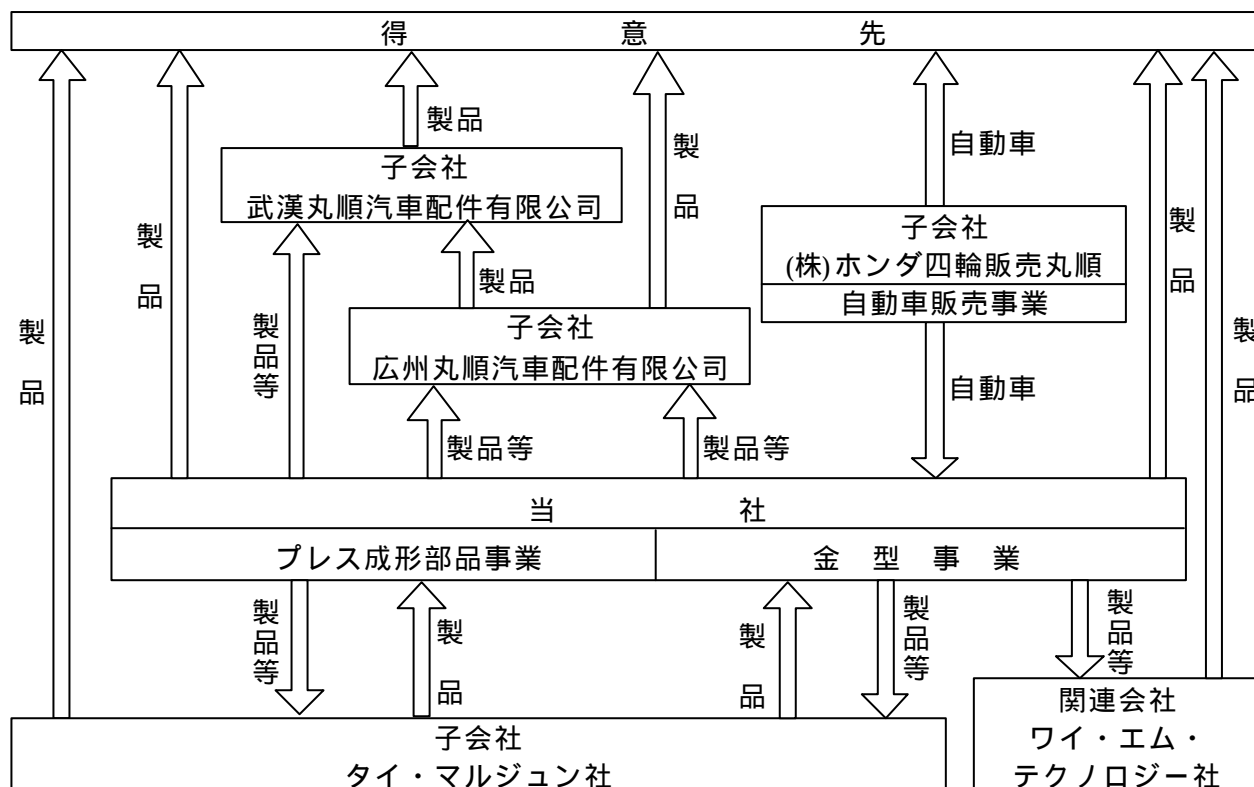 得意先
製品
子会社
武漢丸順汽車配件有限公司
製品
自動車
子会社
(株)ホンダ四輪販売丸順
自動車販売事業
製品
製品
製品等
製品
子会社
広州丸順汽車配件有限公司
製品
製品
自動車
製品等
製品等
当社
プレス成形部品事業
金型事業
製品等
製品
製品
製品等
製品等
子会社
タイ・マルジュン社
関連会社
ワイ・エム・
テクノロジー社